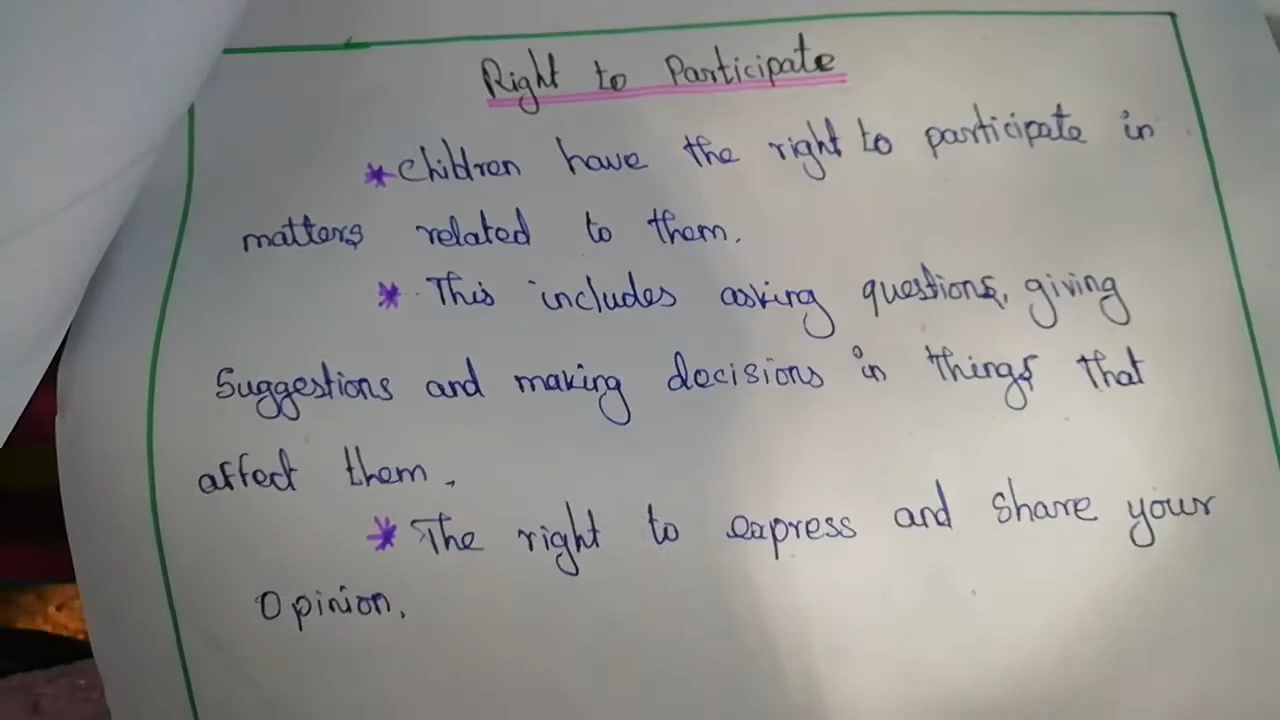 Right to Participate
* Children have the right to participate in
matters related to them.
* This includes asking questions, giving
Suggestions and making decisions in things that
affect them.
* The right to express and share your
Opinion.